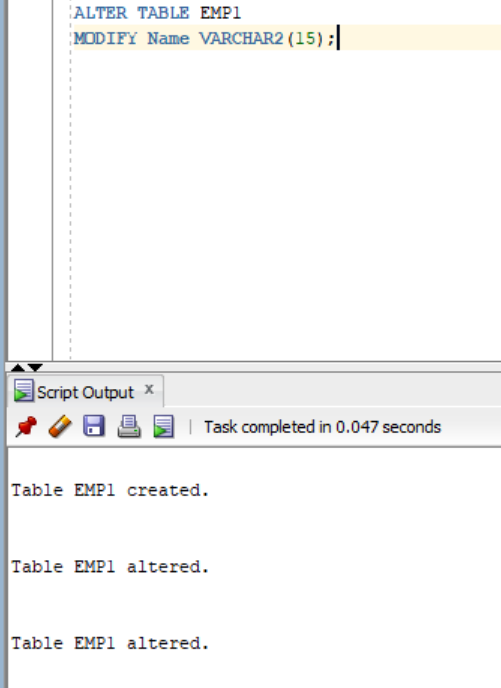 ALTER TABLE EMP1
MODIFY Name VARCHAR2(15);
Script Output x
Task completed in 0.047 seconds
Table EMP1 created.
Table EMP1 altered.
Table EMP1 altered.